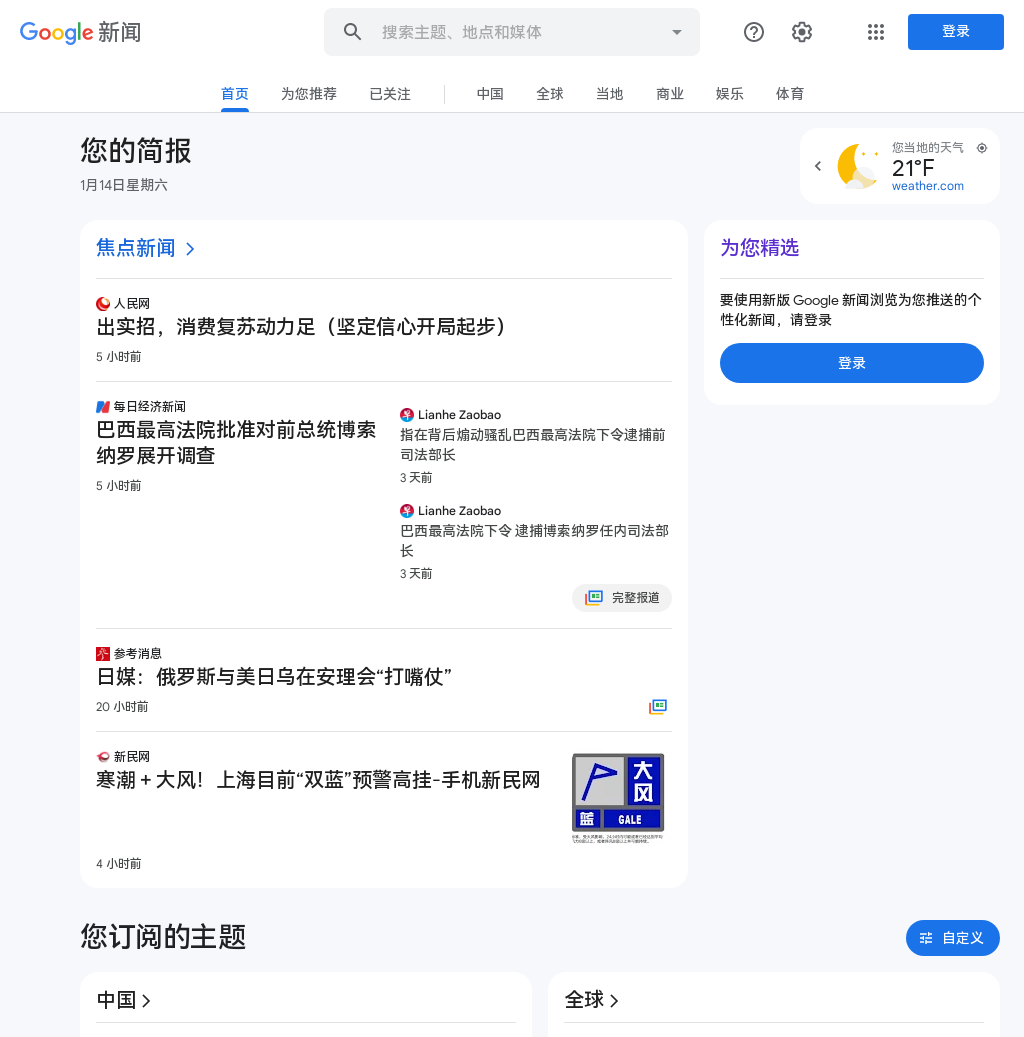 Google 新闻
搜索主题、地点和媒体
登录
首页
为您推荐
已关注
中国
全球
当地
商业
娱乐
体育
您的简报
1月14日星期六
您当地的天气
21°F
weather.com
焦点新闻
人民网
出实招，消费复苏动力足（坚定信心开局起步）
5 小时前
每日经济新闻
巴西最高法院批准对前总统博索
纳罗展开调查
5 小时前
Lianhe Zaobao
指在背后煽动骚乱巴西最高法院下令逮捕前
司法部长
3 天前
Lianhe Zaobao
巴西最高法院下令 逮捕博索纳罗任内司法部
长
3 天前
完整报道
参考消息
日媒：俄罗斯与美日乌在安理会“打嘴仗”
20 小时前
新民网
寒潮＋大风！上海目前“双蓝”预警高挂-手机新民网
4 小时前
大
风
蓝
GALE
为您精选
要使用新版 Google 新闻浏览为您推送的个
性化新闻，请登录
登录
您订阅的主题
自定义
中国
全球